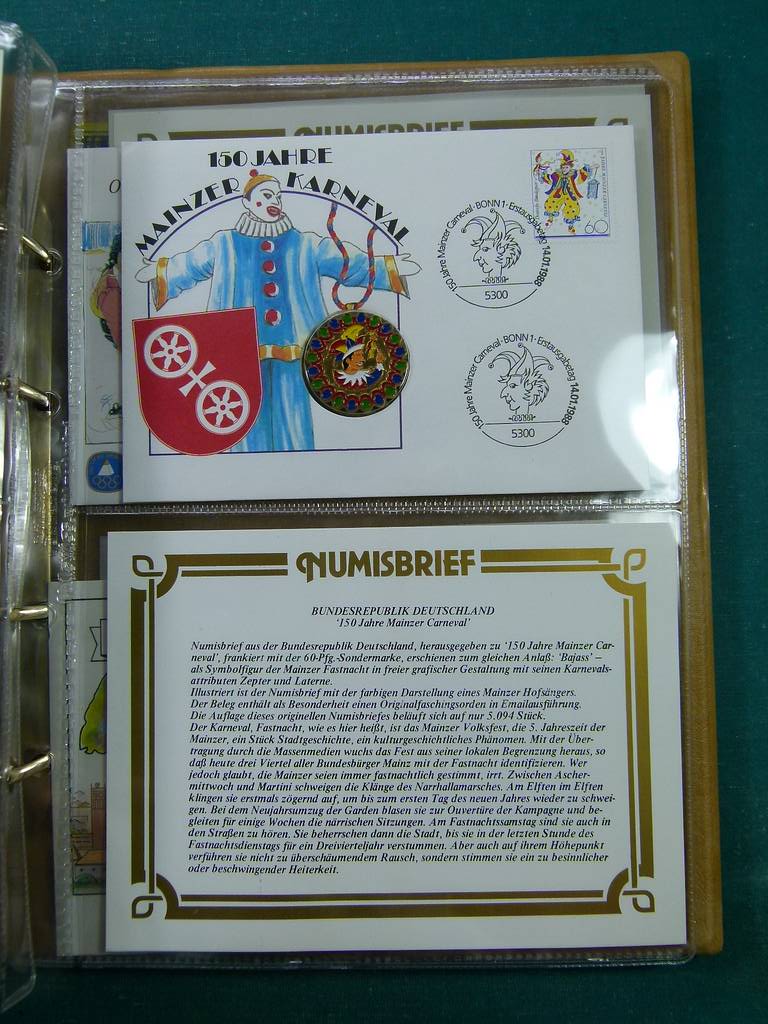 NUMISBRIEF
150 JAHRE
MAINZER KARNEVAL
60
150 Jahre Mainzer Carneval · BONN 1 · Erstausgabetag 14.01.1988
5300
150 Jahre Mainzer Carneval · BONN 1 · Erstausgabetag 14.01.1988
5300
NUMISBRIEF
BUNDESREPUBLIK DEUTSCHLAND
'150 Jahre Mainzer Carneval'
Numisbrief aus der Bundesrepublik Deutschland, herausgegeben zu '150 Jahre Mainzer Car-
neval', frankiert mit der 60-Pfg.-Sondermarke, erschienen zum gleichen Anlaß: 'Bajass' –
als Symbolfigur der Mainzer Fastnacht in freier grafischer Gestaltung mit seinen Karnevals-
attributen Zepter und Laterne.
Illustriert ist der Numisbrief mit der farbigen Darstellung eines Mainzer Hofsängers.
Der Beleg enthält als Besonderheit einen Originalfaschingsorden in Emailausführung.
Die Auflage dieses originellen Numisbriefes beläuft sich auf nur 5.094 Stück.
Der Karneval, Fastnacht, wie es hier heißt, ist das Mainzer Volksfest, die 5. Jahreszeit der
Mainzer, ein Stück Stadtgeschichte, ein kulturgeschichtliches Phänomen. Mit der Über-
tragung durch die Massenmedien wuchs das Fest aus seiner lokalen Begrenzung heraus, so
daß heute drei Viertel aller Bundesbürger Mainz mit der Fastnacht identifizieren. Wer
jedoch glaubt, die Mainzer seien immer fastnachtlich gestimmt, irrt. Zwischen Ascher-
mittwoch und Martini schweigen die Klänge des Narrhallamarsches. Am Elften im Elften
klingen sie erstmals zögernd auf, um bis zum ersten Tag des neuen Jahres wieder zu schwei-
gen. Bei dem Neujahrsumzug der Garden blasen sie zur Ouvertüre der Kampagne und be-
gleiten für einige Wochen die närrischen Sitzungen. Am Fastnachtssamstag sind sie auch in
den Straßen zu hören. Sie beherrschen dann die Stadt, bis sie in der letzten Stunde des
Fastnachtsdienstags für ein Dreivierteljahr verstummen. Aber auch auf ihrem Höhepunkt
verführen sie nicht zu überschäumendem Rausch, sondern stimmen sie ein zu besinnlicher
oder beschwingender Heiterkeit.